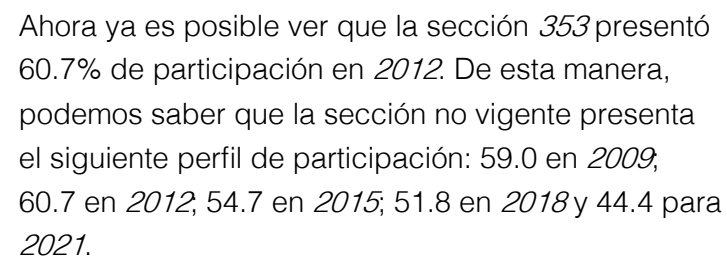 Ahora ya es posible ver que la sección 353 presentó
60.7% de participación en 2012. De esta manera,
podemos saber que la sección no vigente presenta
el siguiente perfil de participación: 59.0 en 2009;
60.7 en 2012; 54.7 en 2015; 51.8 en 2018 y 44.4 para
2021.